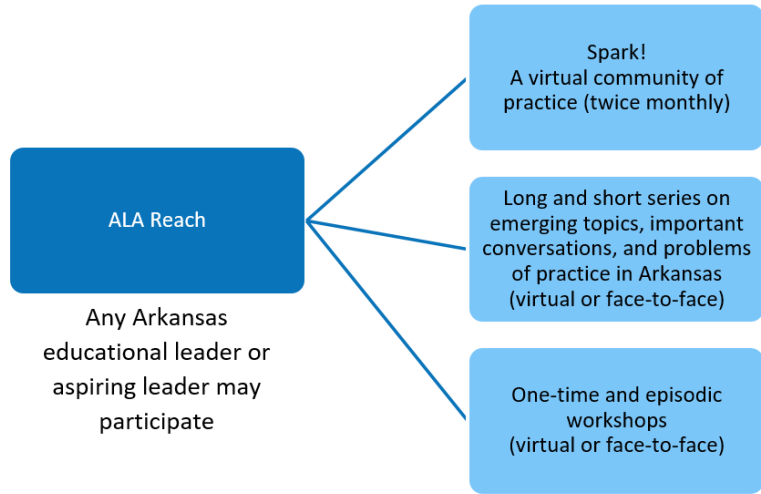 ALA Reach
Any Arkansas
educational leader or
aspiring leader may
participate
Spark!
A virtual community of
practice (twice monthly)
Long and short series on
emerging topics, important
conversations, and problems
of practice in Arkansas
(virtual or face-to-face)
One-time and episodic
workshops
(virtual or face-to-face)